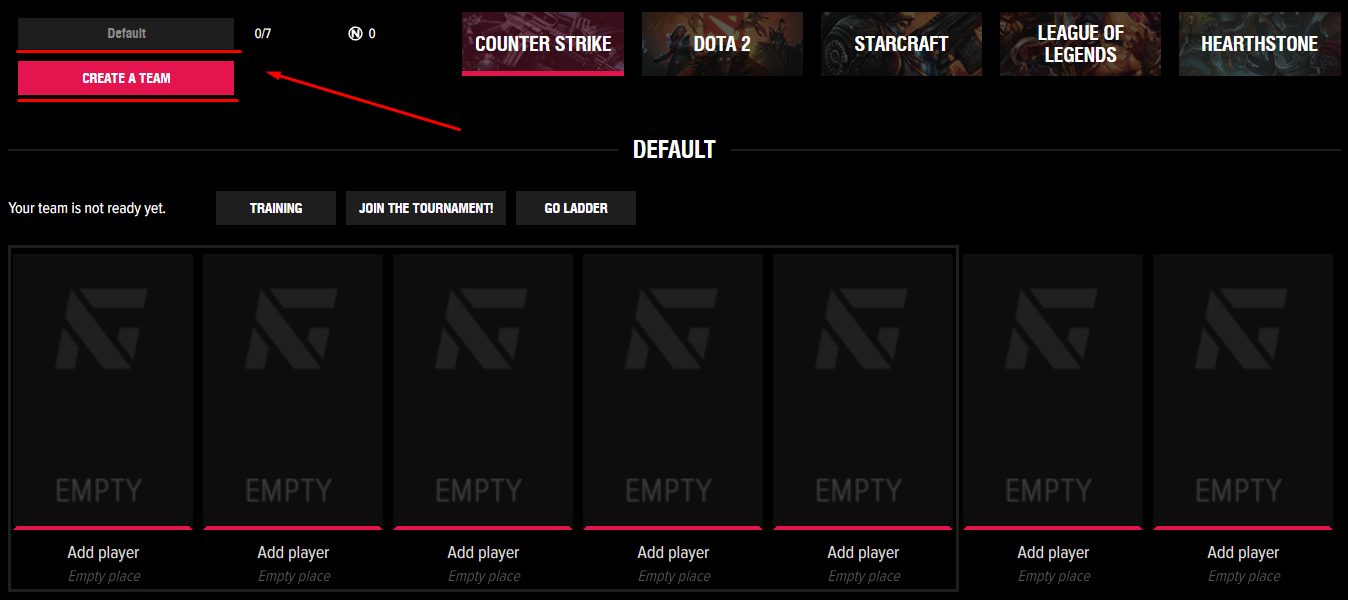 Default
0/7
0
CREATE A TEAM
COUNTER STRIKE
DOTA 2
STARCRAFT
LEAGUE OF
LEGENDS
HEARTHSTONE
DEFAULT
Your team is not ready yet.
TRAINING
JOIN THE TOURNAMENT!
GO LADDER
EMPTY
EMPTY
EMPTY
EMPTY
EMPTY
EMPTY
EMPTY
Add player
Add player
Add player
Add player
Add player
Add player
Add player
Empty place
Empty place
Empty place
Empty place
Empty place
Empty place
Empty place